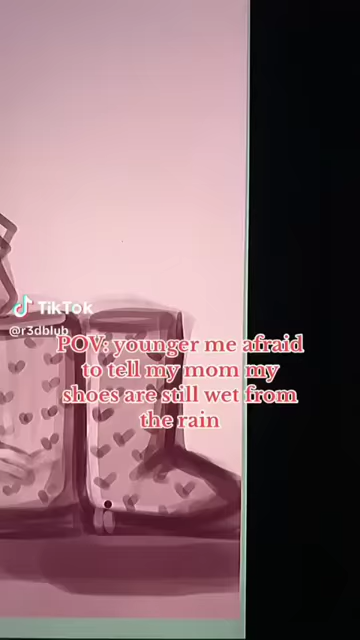 TikTok
@r3dblub
POV: younger me afraid
to tell my mom my
shoes are still wet from
the rain